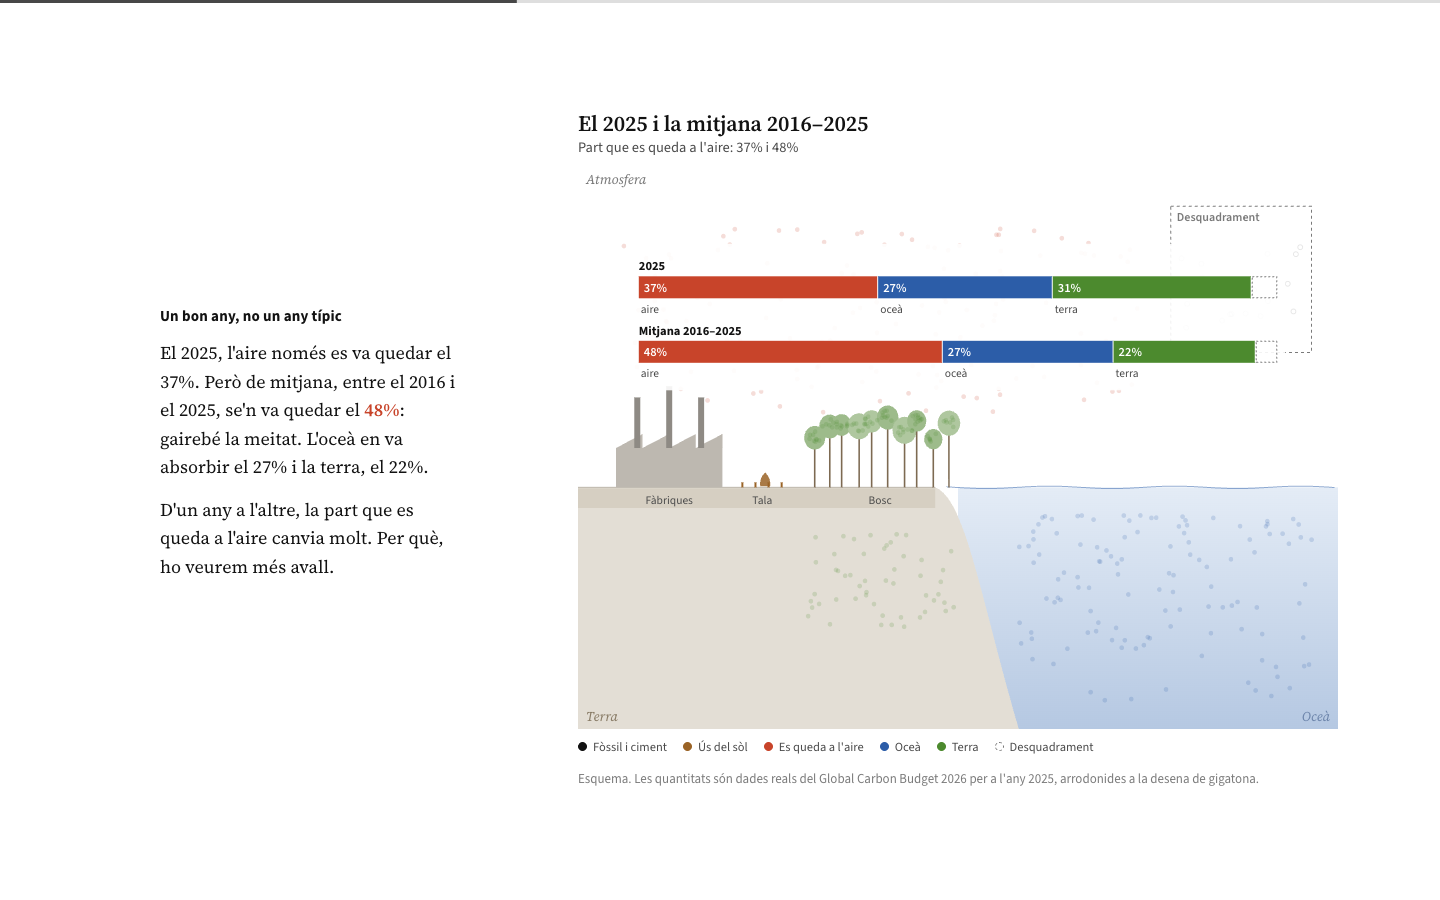 Un bon any, no un any típic
El 2025, l'aire només es va quedar el
37%. Però de mitjana, entre el 2016 i
el 2025, se'n va quedar el 48%:
gairebé la meitat. L'oceà en va
absorbir el 27% i la terra, el 22%.
D'un any a l'altre, la part que es
queda a l'aire canvia molt. Per què,
ho veurem més avall.
El 2025 i la mitjana 2016–2025
Part que es queda a l'aire: 37% i 48%
Atmosfera
Desquadrament
2025
37% 27% 31%
aire oceà terra
Mitjana 2016–2025
48% 27% 22%
aire oceà terra
Fàbriques Tala Bosc
Terra Oceà
Fòssil i ciment Ús del sòl Es queda a l'aire Oceà Terra Desquadrament
Esquema. Les quantitats són dades reals del Global Carbon Budget 2026 per a l'any 2025, arrodonides a la desena de gigatona.